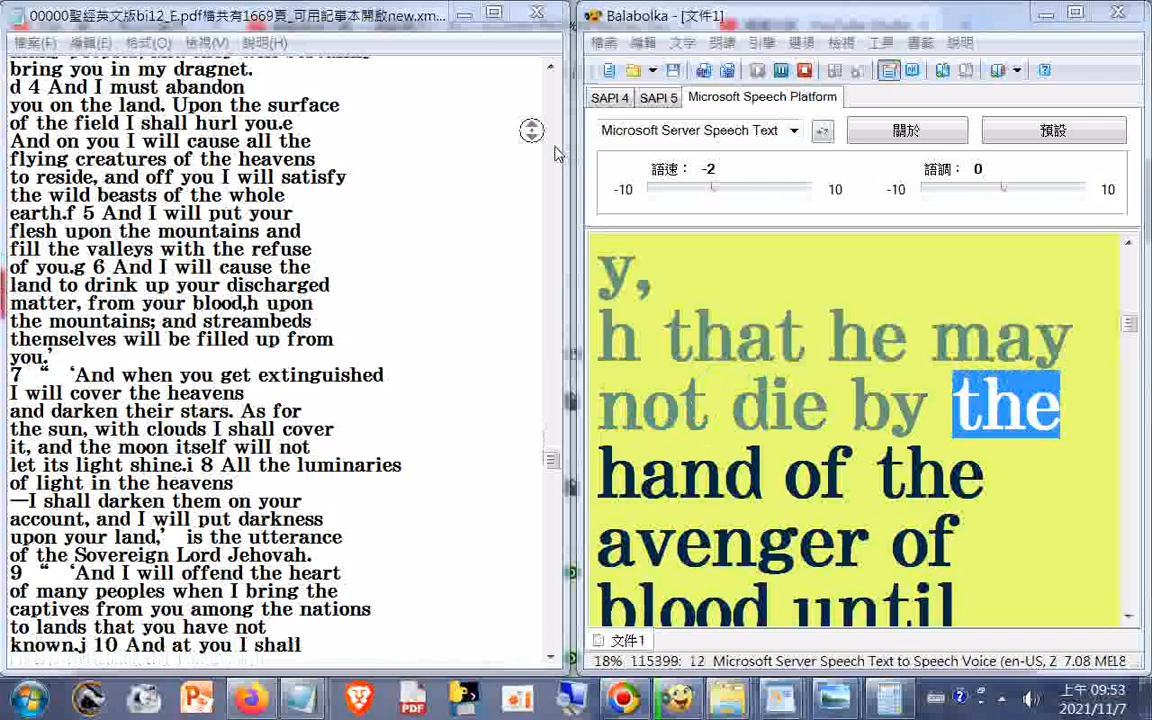 00000聖經英文版bi12_E.pdf檔共有1669頁_可用記事本開啟new.xm...
檔案(F) 編輯(E) 格式(O) 檢視(V) 說明(H)
bring you in my dragnet.
d 4 And I must abandon
you on the land. Upon the surface
of the field I shall hurl you.e
And on you I will cause all the
flying creatures of the heavens
to reside, and off you I will satisfy
the wild beasts of the whole
earth.f 5 And I will put your
flesh upon the mountains and
fill the valleys with the refuse
of you.g 6 And I will cause the
land to drink up your discharged
matter, from your blood,h upon
the mountains; and streambeds
themselves will be filled up from
you.’
7 “ ‘And when you get extinguished
I will cover the heavens
and darken their stars. As for
the sun, with clouds I shall cover
it, and the moon itself will not
let its light shine.i 8 All the luminaries
of light in the heavens
—I shall darken them on your
account, and I will put darkness
upon your land,’ is the utterance
of the Sovereign Lord Jehovah.
9 “ ‘And I will offend the heart
of many peoples when I bring the
captives from you among the nations
to lands that you have not
known.j 10 And at you I shall
Balabolka - [文件1]
檔案 編輯 文字 朗讀 引擎 選項 檢視 工具 書籤 說明
SAPI 4 SAPI 5 Microsoft Speech Platform
Microsoft Server Speech Text 關於 預設
語速： -2 語調： 0
-10 10 -10 10
y,
h that he may
not die by the
hand of the
avenger of
blood until
文件1
18% 115399: 12 Microsoft Server Speech Text to Speech Voice (en-US, Z 7.08 MEL8
PDF
上午 09:53
2021/11/7